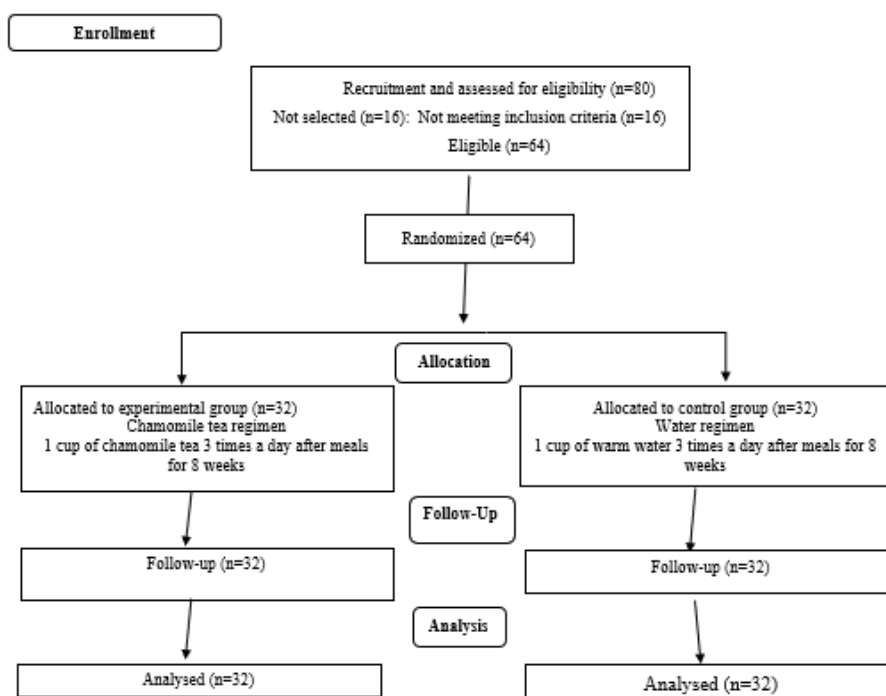 Enrollment
Recruitment and assessed for eligibility (n=80)
Not selected (n=16): Not meeting inclusion criteria (n=16)
Eligible (n=64)
Randomized (n=64)
Allocation
Allocated to experimental group (n=32)
Chamomile tea regimen
1 cup of chamomile tea 3 times a day after meals
for 8 weeks
Allocated to control group (n=32)
Water regimen
1 cup of warm water 3 times a day after meals for 8
weeks
Follow-Up
Follow-up (n=32)
Follow-up (n=32)
Analysis
Analysed (n=32)
Analysed (n=32)